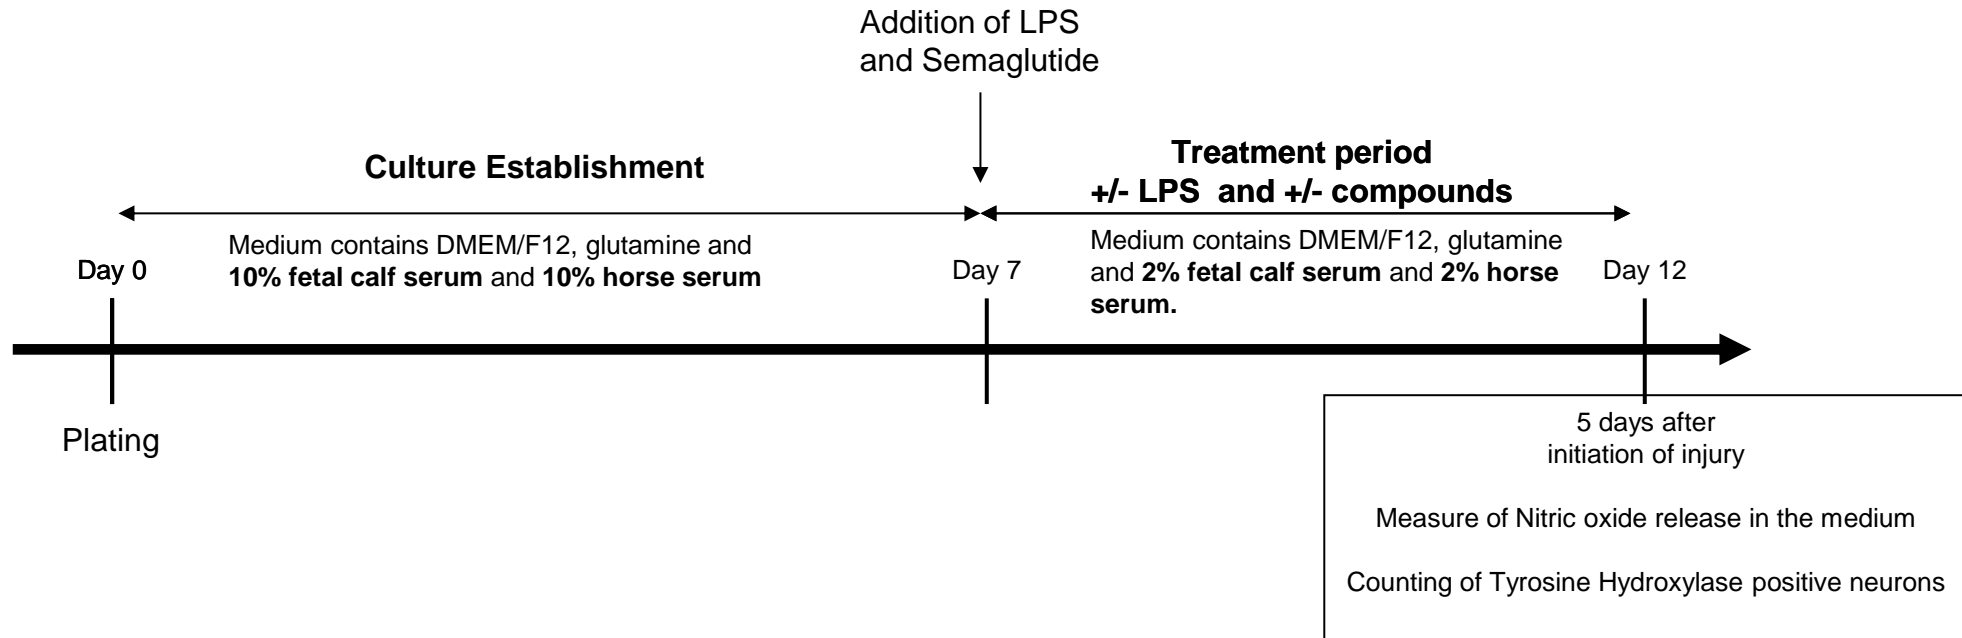 Addition of LPS
and Semaglutide
Culture Establishment
Treatment period
+/- LPS and +/- compounds
Medium contains DMEM/F12, glutamine and
10% fetal calf serum and 10% horse serum
Medium contains DMEM/F12, glutamine
and 2% fetal calf serum and 2% horse
serum.
Day 0
Day 7
Day 12
Plating
5 days after
initiation of injury
Measure of Nitric oxide release in the medium
Counting of Tyrosine Hydroxylase positive neurons